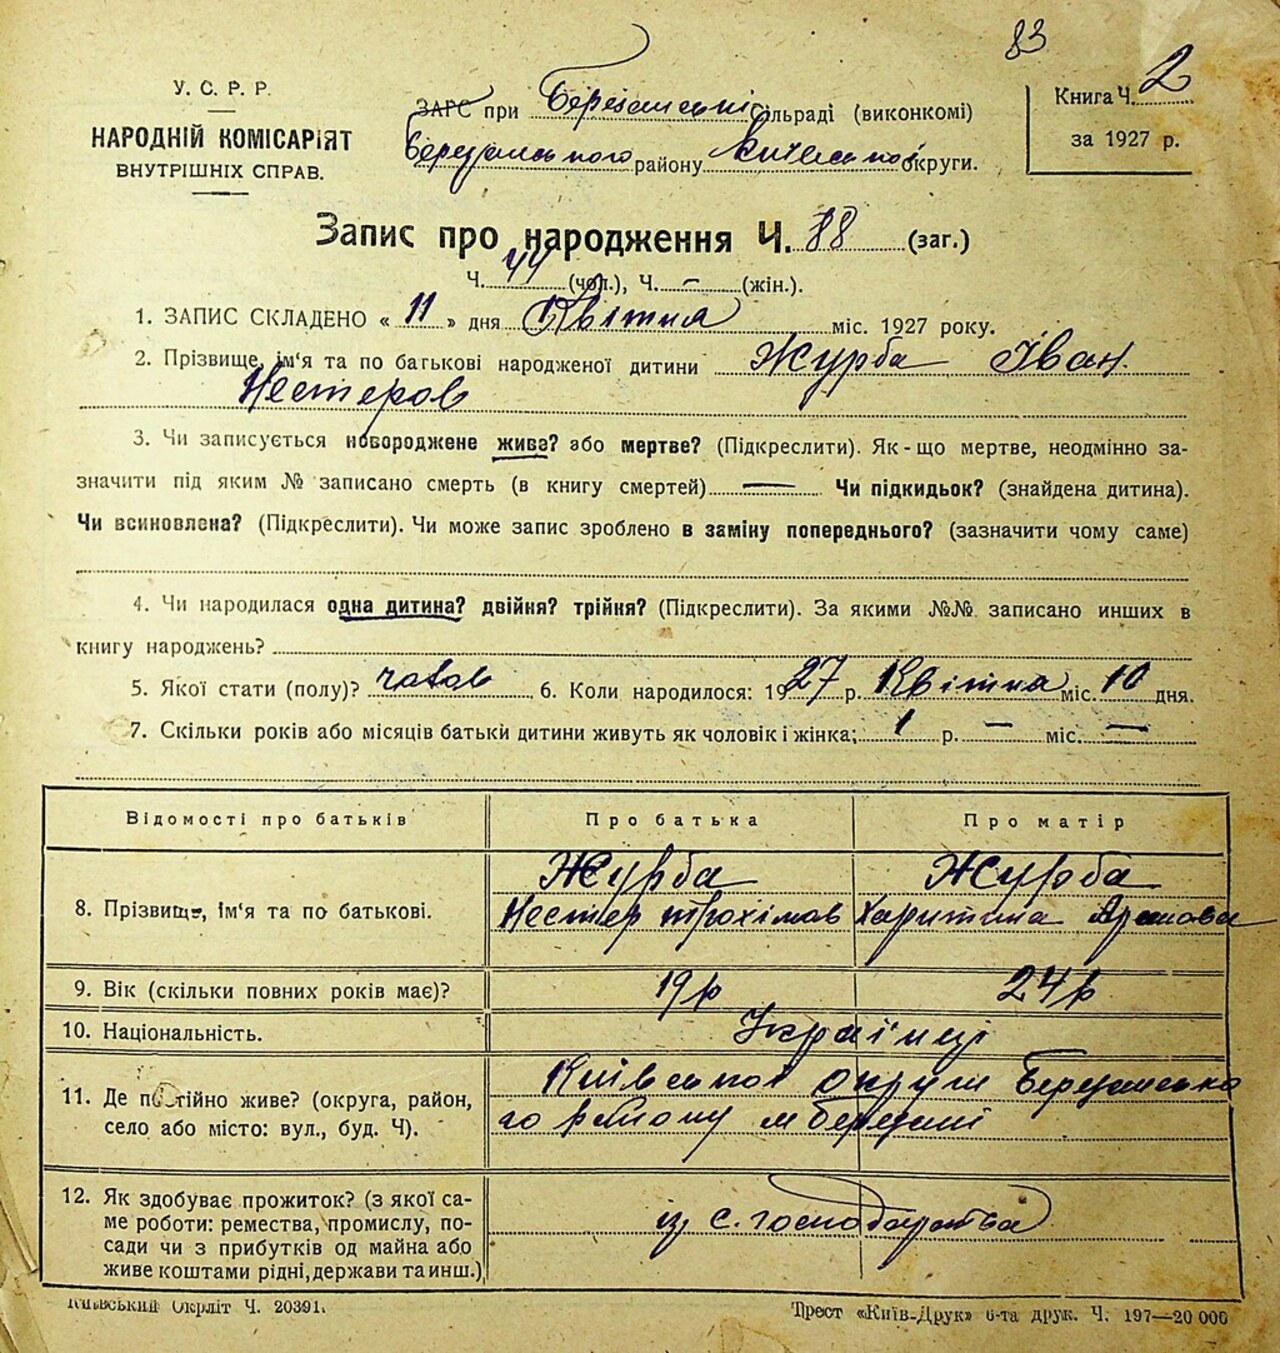 83
У. С. Р. Р.
НАРОДНІЙ КОМІСАРІЯТ
ВНУТРІШНІХ СПРАВ.
ЗАГС при Березанській сільраді (виконкомі)
Березанського району Київської округи.
Книга Ч. 2
за 1927 р.
Запис про народження Ч. 88 (заг.)
Ч. 44 (чол.), Ч. – (жін.).
1. ЗАПИС СКЛАДЕНО « 11 » дня Квітня міс. 1927 року.
2. Прізвище, ім'я та по батькові народженої дитини Журба Іван
Нестеров
3. Чи записується новороджене живе? або мертве? (Підкреслити). Як-що мертве, неодмінно за-
значити під яким № записано смерть (в книгу смертей) — Чи підкидьок? (знайдена дитина).
Чи всиновлена? (Підкреслити). Чи може запис зроблено в заміну попереднього? (зазначити чому саме)
4. Чи народилася одна дитина? двійня? трійня? (Підкреслити). За якими №№ записано инших в
книгу народжень?
5. Якої стати (полу)? чолов 6. Коли народилося: 1927 р. Квітня міс. 10 дня.
7. Скільки років або місяців батьки дитини живуть як чоловік і жінка; 1 р. — міс. —
Відомості про батьків Про батька Про матір
8. Прізвище, ім'я та по батькові. Журба Журба
Нестер Трохімов Харитина
9. Вік (скільки повних років має)? 19 р 24 р
10. Національність. Українці
11. Де постійно живе? (округа, район, Київської округи Березансько
село або місто: вул., буд. Ч). го району м березані
12. Як здобуває прожиток? (з якої са-
ме роботи: ремества, промислу, по- із с. господарства
сади чи з прибутків од майна або
живе коштами рідні, держави та инш.)
Київський Окрліт Ч. 20391.
Трест «Київ-Друк» 6-та друк. Ч. 197—20 000